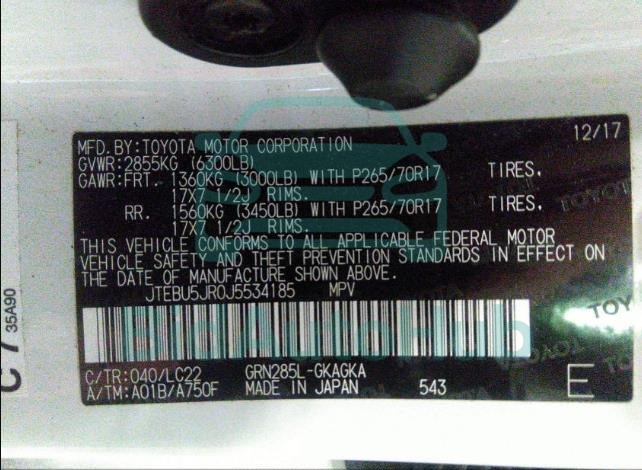 12/17
MFD. BY:TOYOTA MOTOR CORPORATION
GVWR:2855KG (6300LB)
GAWR:FRT. 1360KG (3000LB) WITH P265/70R17 TIRES,
17X7 1/2J RIMS.
RR. 1560KG (3450LB) WITH P265/70R17 TIRES,
17X7 1/2J RIMS.
THIS VEHICLE CONFORMS TO ALL APPLICABLE FEDERAL MOTOR
VEHICLE SAFETY AND THEFT PREVENTION STANDARDS IN EFFECT ON
THE DATE OF MANUFACTURE SHOWN ABOVE.
JTEBU5JR0J5534185 MPV
C/TR:040/LC22 GRN285L-GKAGKA
A/TM:A01B/A750F MADE IN JAPAN 543 E
C 7 35A90
TOYOTA
TOYOTA